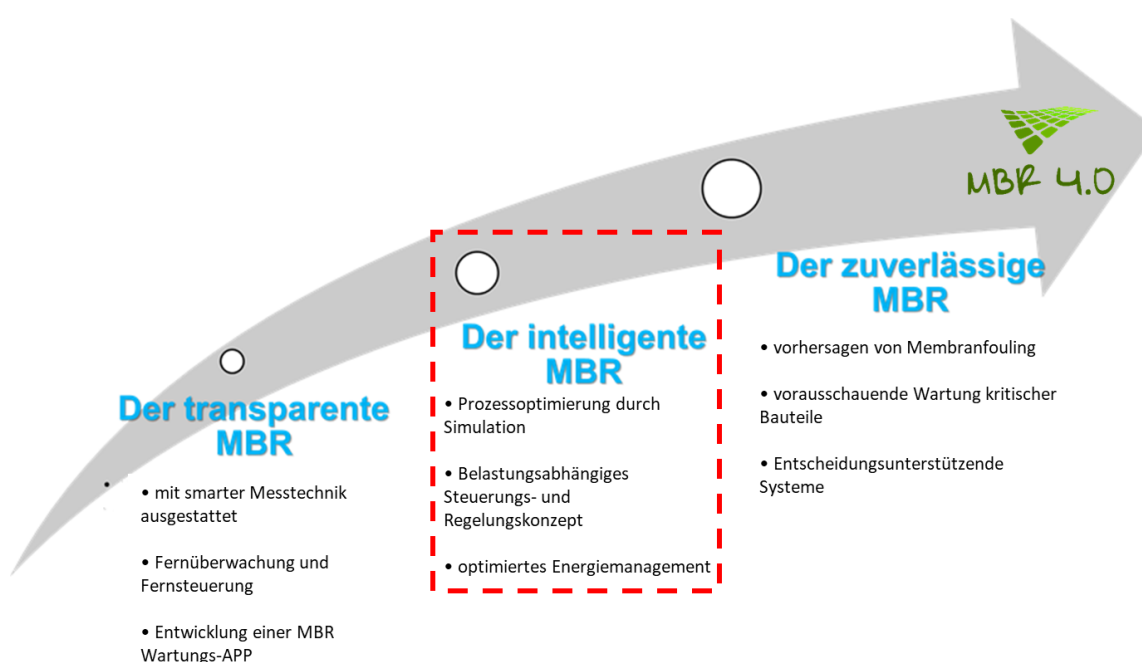 MBR 4.0
Der transparente
MBR
• mit smarter Messtechnik
ausgestattet
• Fernüberwachung und
Fernsteuerung
• Entwicklung einer MBR
Wartungs-APP
Der intelligente
MBR
• Prozessoptimierung durch
Simulation
• Belastungsabhängiges
Steuerungs- und
Regelungskonzept
• optimiertes Energiemanagement
Der zuverlässige
MBR
• vorhersagen von Membranfouling
• vorausschauende Wartung kritischer
Bauteile
• Entscheidungsunterstützende
Systeme